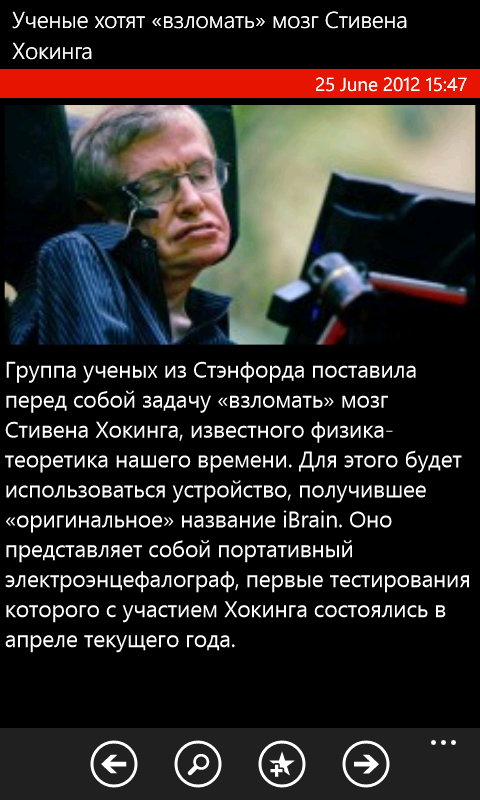 Ученые хотят «взломать» мозг Стивена
Хокинга
25 June 2012 15:47
Группа ученых из Стэнфорда поставила
перед собой задачу «взломать» мозг
Стивена Хокинга, известного физика-
теоретика нашего времени. Для этого будет
использоваться устройство, получившее
«оригинальное» название iBrain. Оно
представляет собой портативный
электроэнцефалограф, первые тестирования
которого с участием Хокинга состоялись в
апреле текущего года.